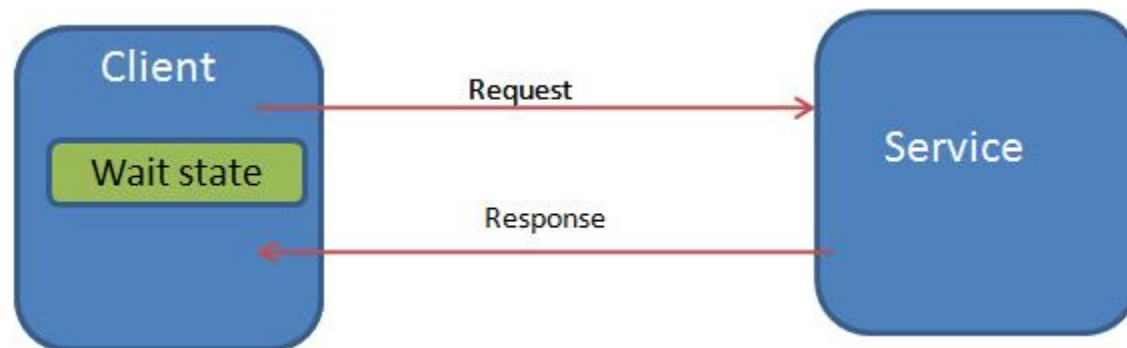 Client
Request
Wait state
Service
Response